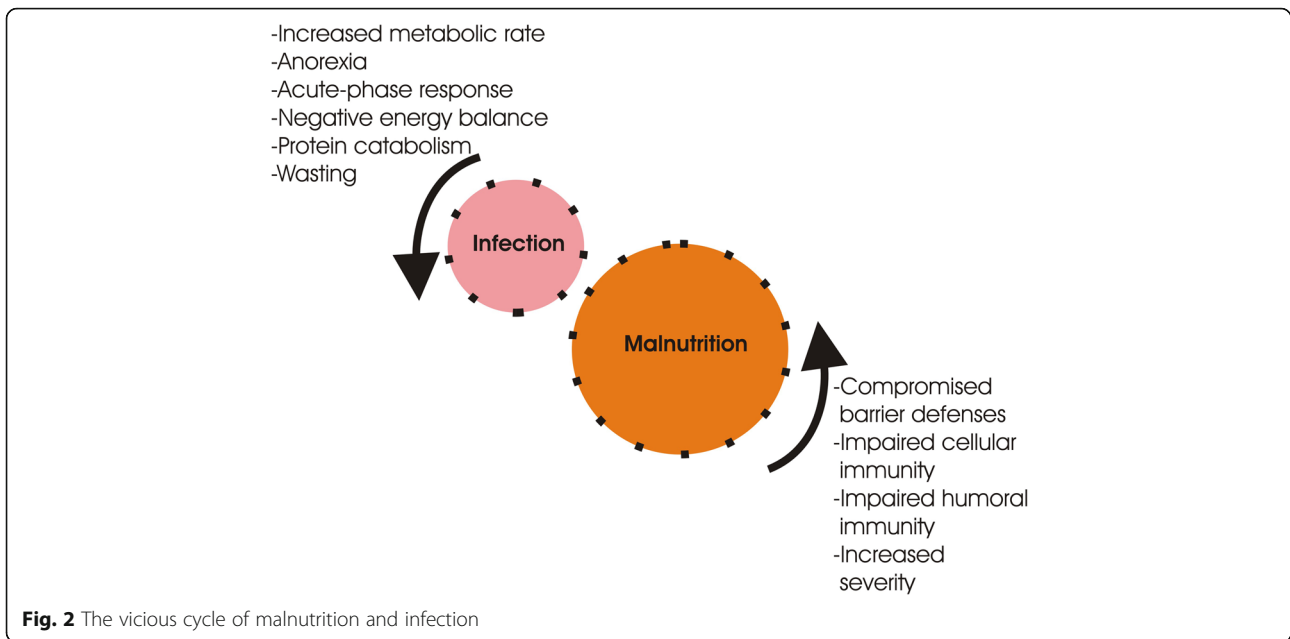 -Increased metabolic rate
-Anorexia
-Acute-phase response
-Negative energy balance
-Protein catabolism
-Wasting
Infection
Malnutrition
-Compromised
barrier defenses
-Impaired cellular
immunity
-Impaired humoral
immunity
-Increased
severity
Fig. 2 The vicious cycle of malnutrition and infection